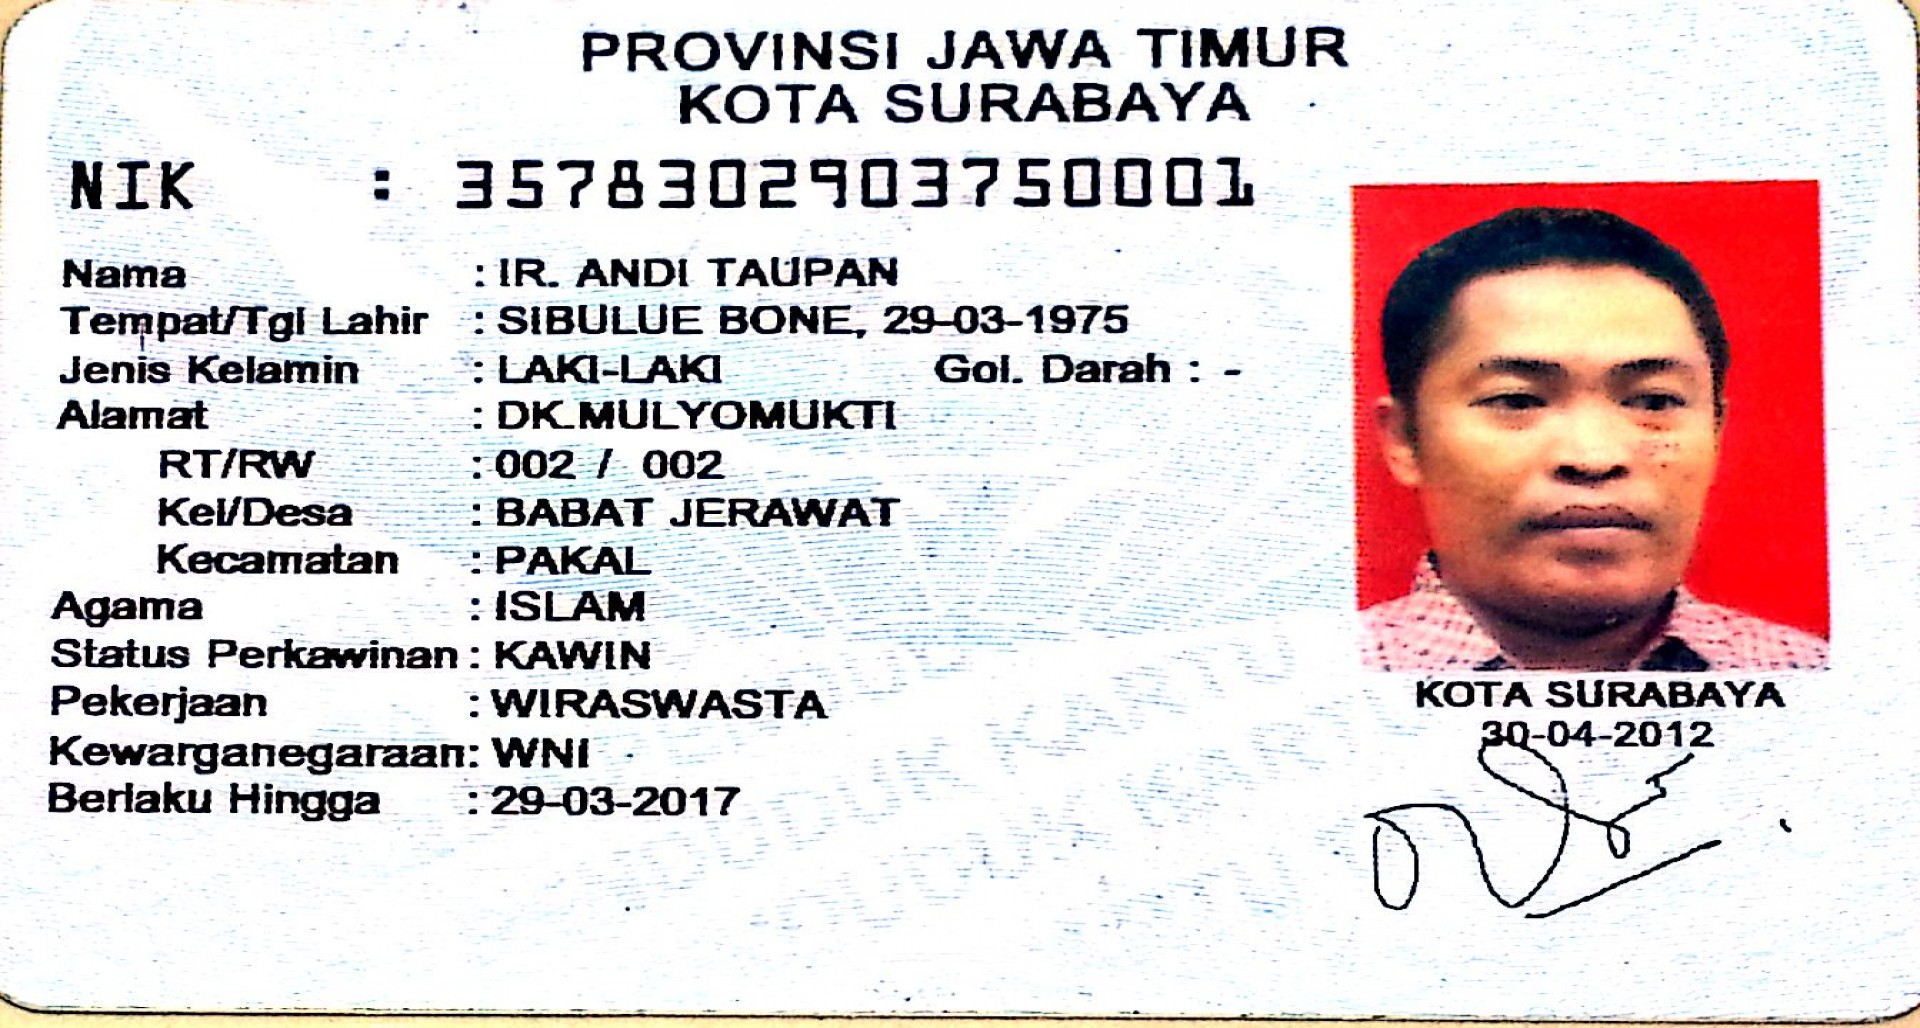 PROVINSI JAWA TIMUR
KOTA SURABAYA
NIK : 3578302903750001
Nama : IR. ANDI TAUPAN
Tempat/Tgl Lahir : SIBULUE BONE, 29-03-1975
Jenis Kelamin : LAKI-LAKI Gol. Darah : -
Alamat : DK.MULYOMUKTI
RT/RW : 002 / 002
Kel/Desa : BABAT JERAWAT
Kecamatan : PAKAL
Agama : ISLAM
Status Perkawinan : KAWIN
Pekerjaan : WIRASWASTA
Kewarganegaraan: WNI
Berlaku Hingga : 29-03-2017
KOTA SURABAYA
30-04-2012